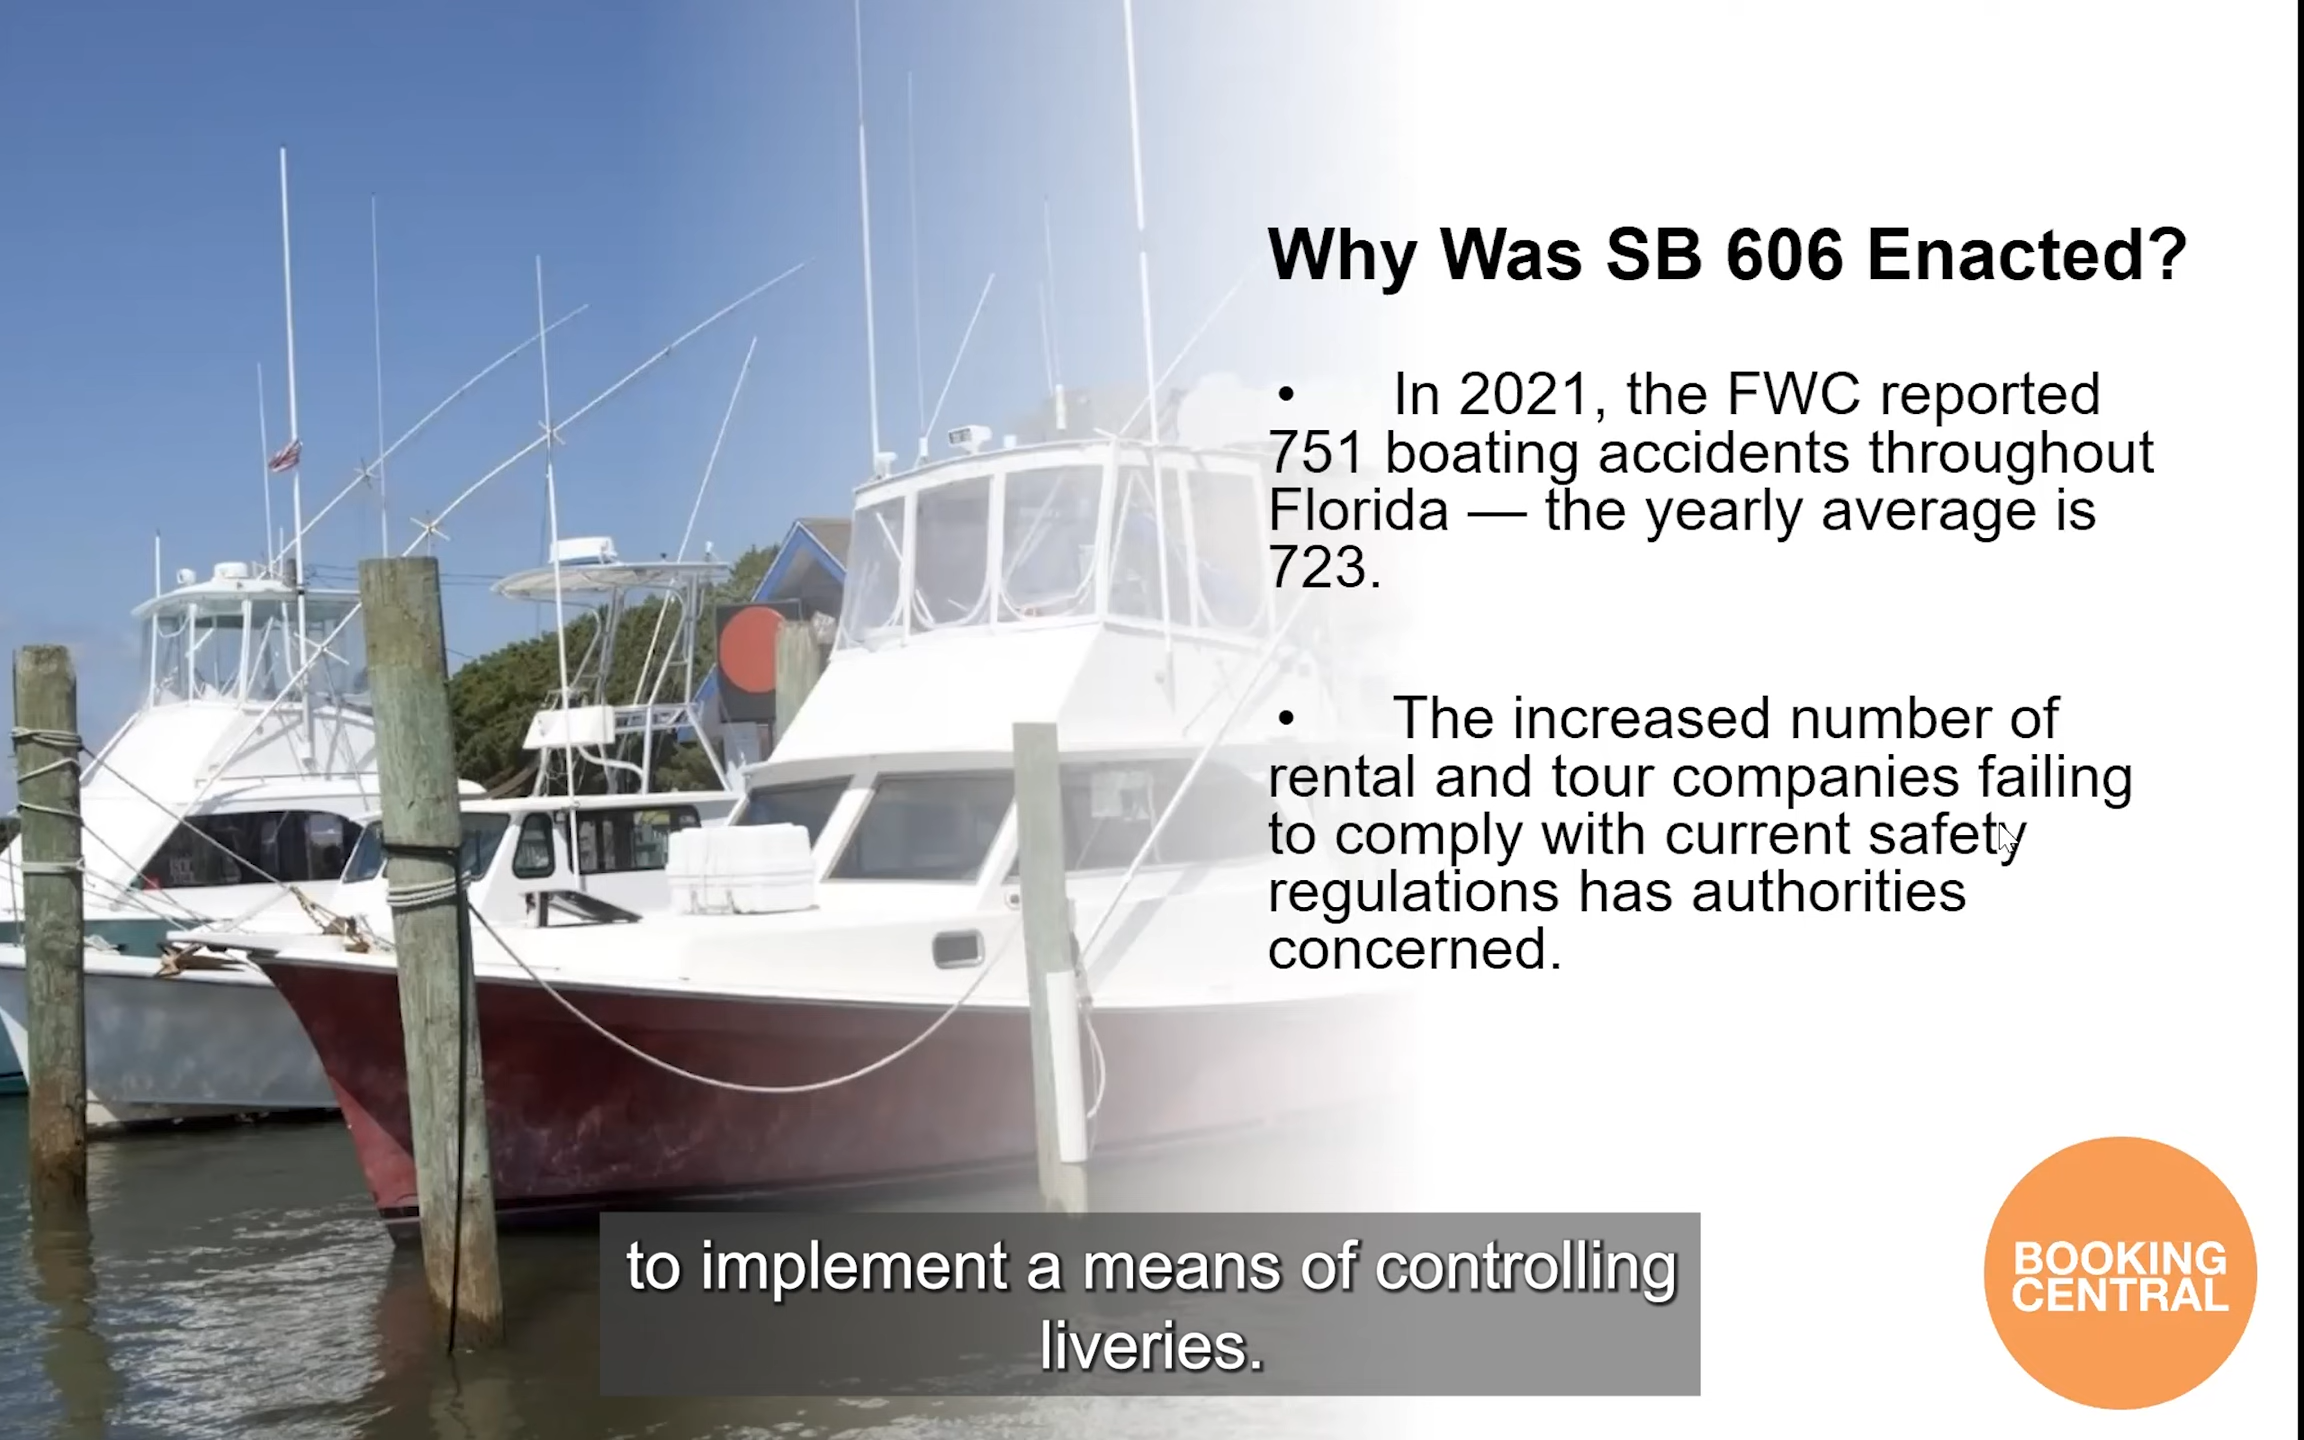 Why Was SB 606 Enacted?
• In 2021, the FWC reported
751 boating accidents throughout
Florida — the yearly average is
723.
• The increased number of
rental and tour companies failing
to comply with current safety
regulations has authorities
concerned.
to implement a means of controlling
liveries.
BOOKING
CENTRAL